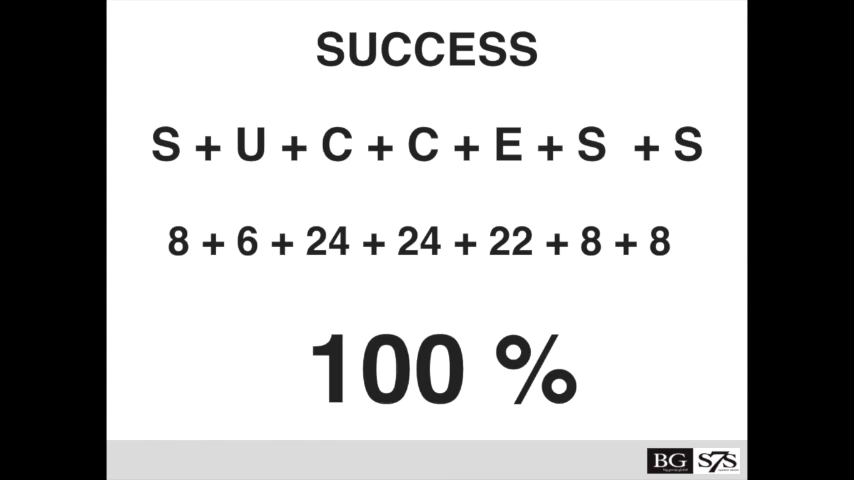 SUCCESS
S + U + C + C + E + S + S
8 + 6 + 24 + 24 + 22 + 8 + 8
100 %
BG S7S